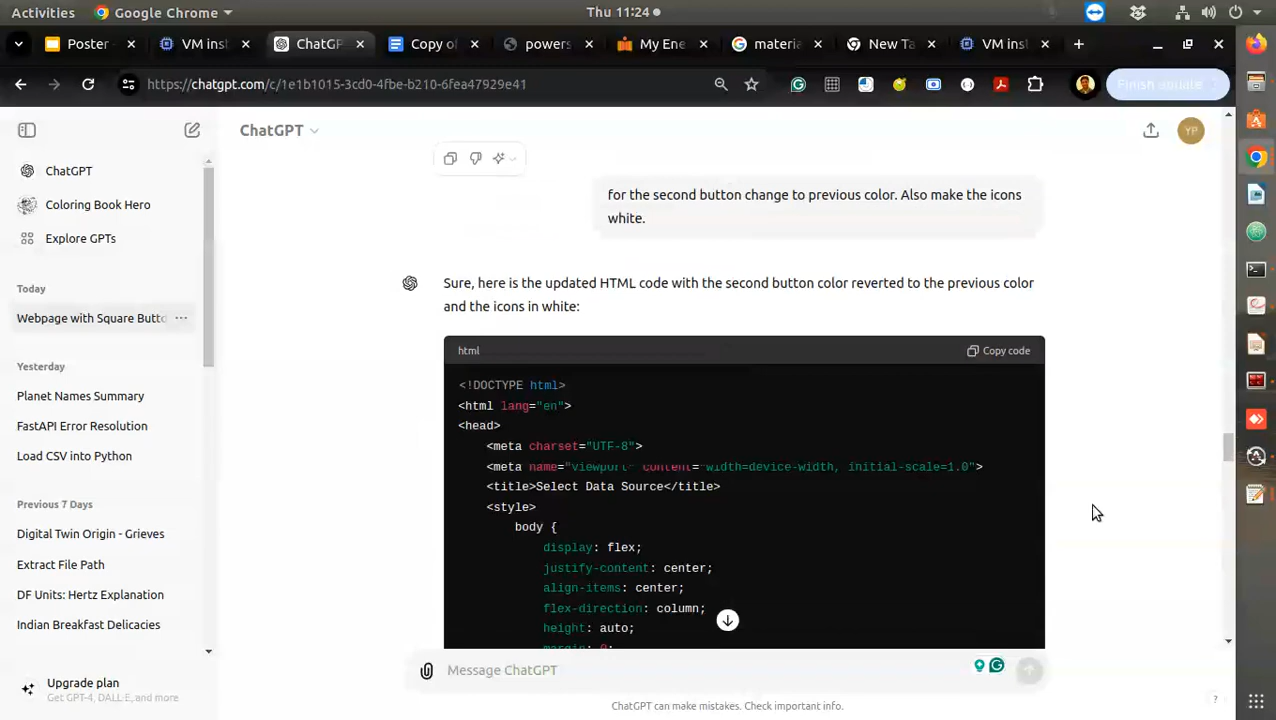 Activities
Google Chrome
Thu 11:24
Poster
VM inst
ChatGP
Copy o
powers
My Ene
materia
New Ta
VM inst
https://chatgpt.com/c/1e1b1015-3cd0-4fbe-b210-6fea47929e41
Finish update
ChatGPT
YP
ChatGPT
Coloring Book Hero
Explore GPTs
Today
Webpage with Square Butto
Yesterday
Planet Names Summary
FastAPI Error Resolution
Load CSV into Python
Previous 7 Days
Digital Twin Origin - Grieves
Extract File Path
DF Units: Hertz Explanation
Indian Breakfast Delicacies
Upgrade plan
Get GPT-4, DALL·E, and more
for the second button change to previous color. Also make the icons
white.
Sure, here is the updated HTML code with the second button color reverted to the previous color
and the icons in white:
html
Copy code
<!DOCTYPE html>
<html lang="en">
<head>
<meta charset="UTF-8">
<meta name="viewport" content="width=device-width, initial-scale=1.0">
<title>Select Data Source</title>
<style>
body {
display: flex;
justify-content: center;
align-items: center;
flex-direction: column;
height: auto;
margin: 0;
Message ChatGPT
ChatGPT can make mistakes. Check important info.
?